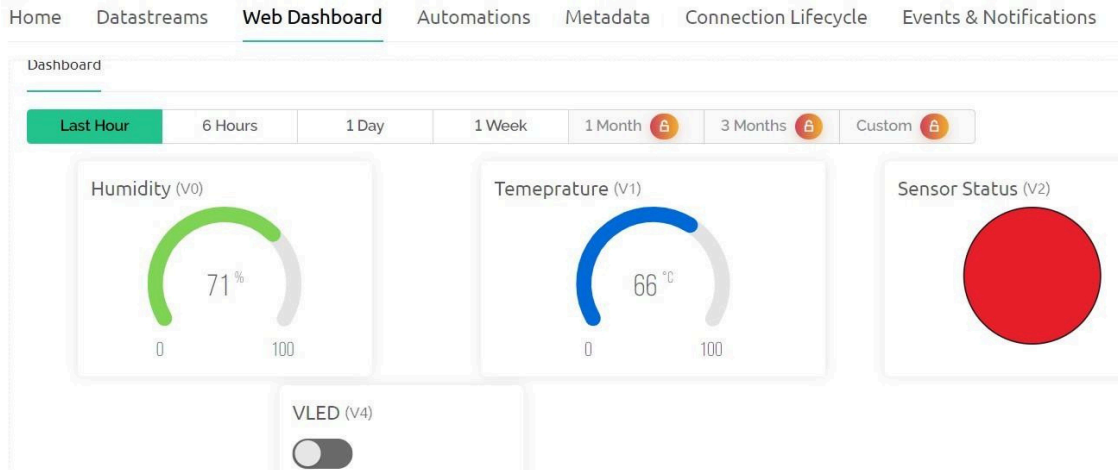 Home Datastreams Web Dashboard Automations Metadata Connection Lifecycle Events & Notifications
Dashboard
Last Hour 6 Hours 1 Day 1 Week 1 Month 3 Months Custom
Humidity (V0) Temeprature (V1) Sensor Status (V2)
71 % 66 °C
0 100 0 100
VLED (V4)